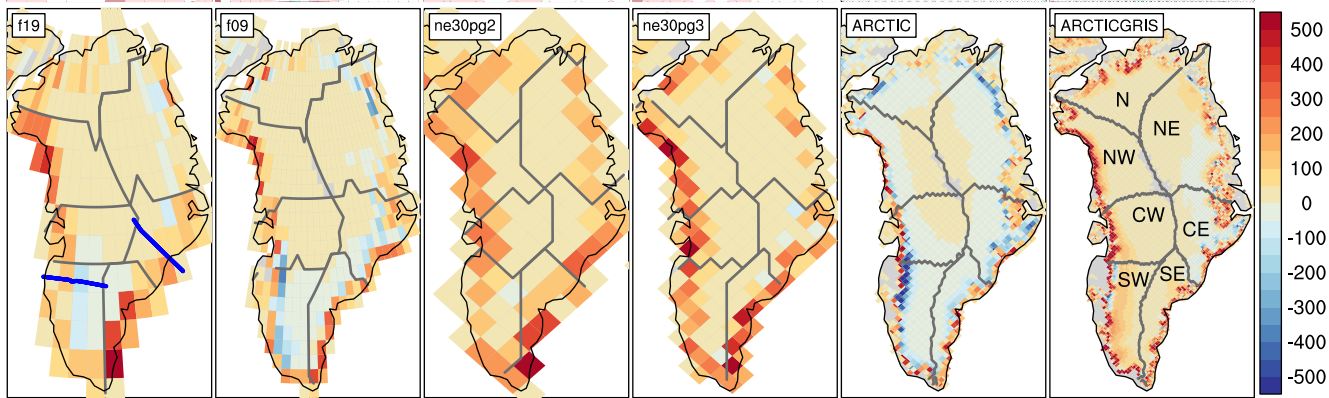 f19
f09
ne30pg2
ne30pg3
ARCTIC
ARCTICGRIS
N
NE
NW
CW
CE
SW
SE
500
400
300
200
100
0
-100
-200
-300
-400
-500